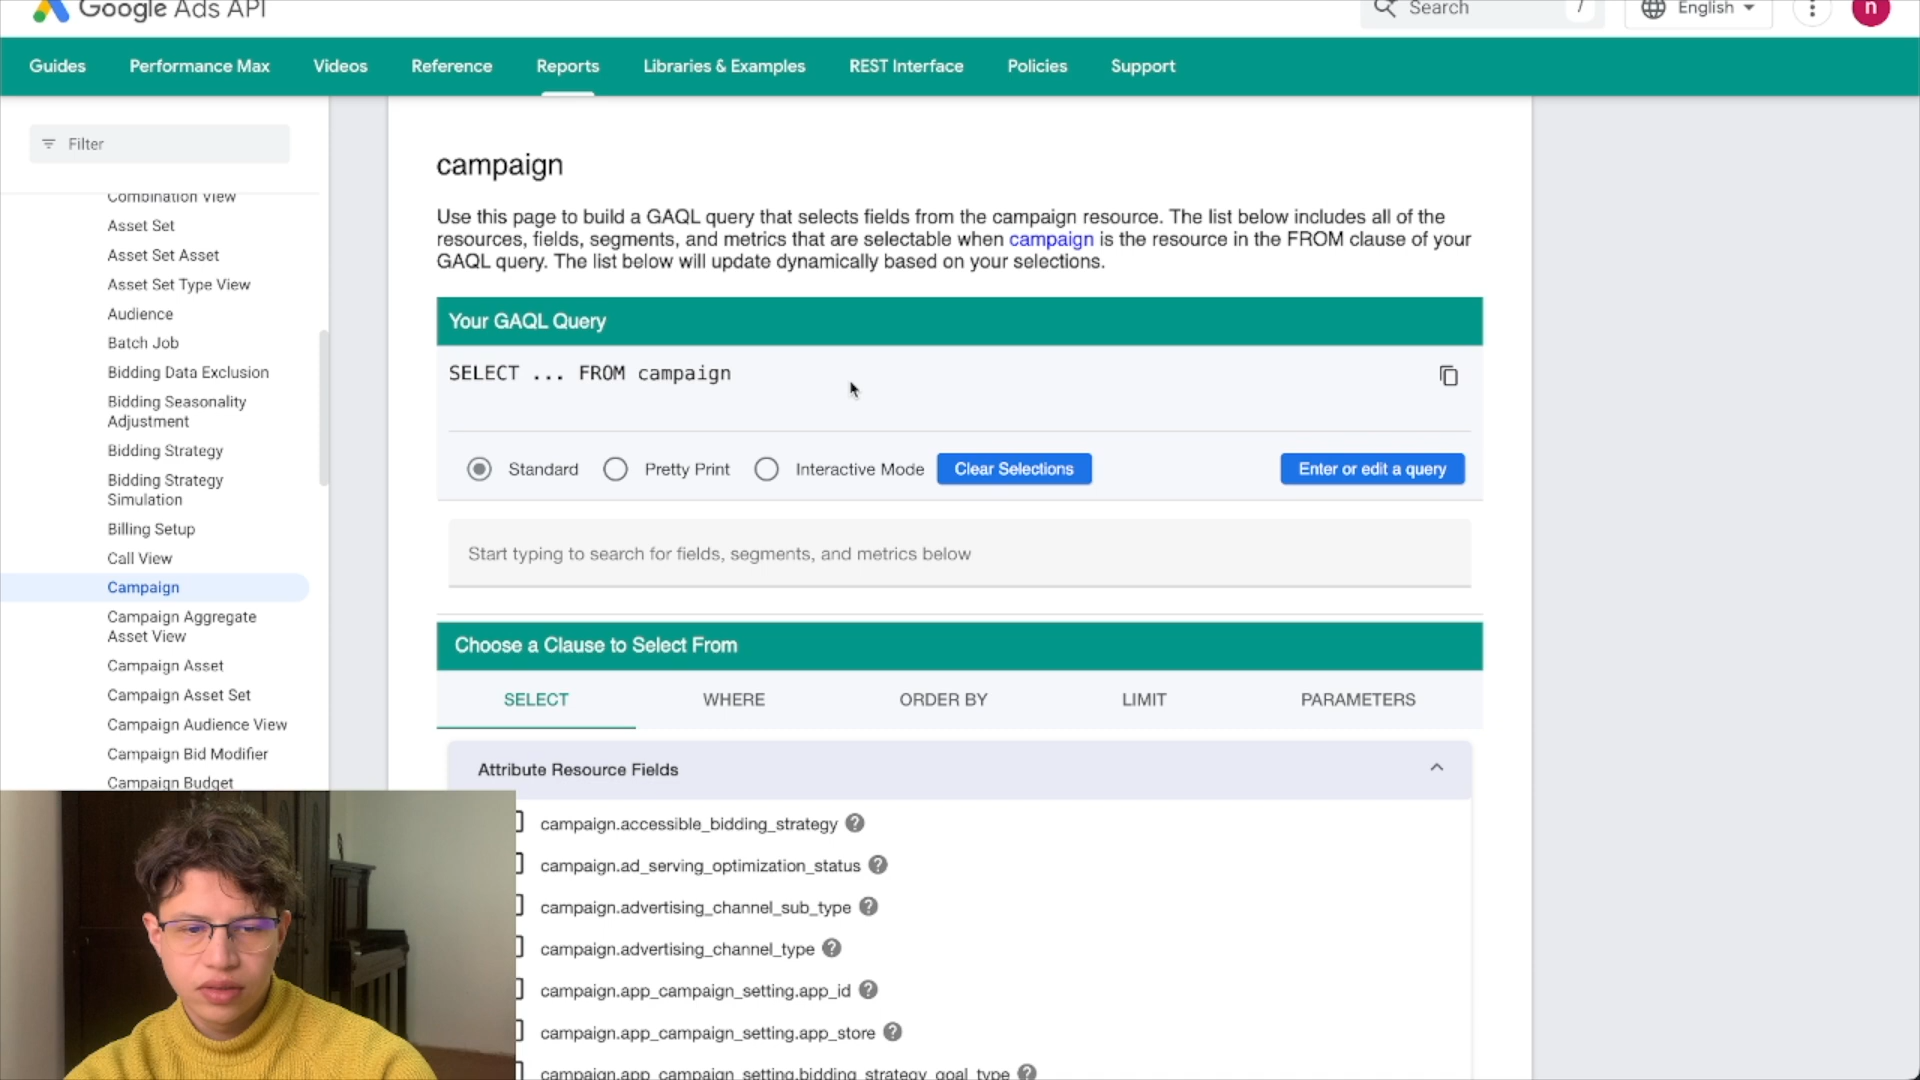 Google Ads API
Search
/
English
n
Guides
Performance Max
Videos
Reference
Reports
Libraries & Examples
REST Interface
Policies
Support
Filter
Combination View
Asset Set
Asset Set Asset
Asset Set Type View
Audience
Batch Job
Bidding Data Exclusion
Bidding Seasonality
Adjustment
Bidding Strategy
Bidding Strategy
Simulation
Billing Setup
Call View
Campaign
Campaign Aggregate
Asset View
Campaign Asset
Campaign Asset Set
Campaign Audience View
Campaign Bid Modifier
Campaign Budget
campaign
Use this page to build a GAQL query that selects fields from the campaign resource. The list below includes all of the
resources, fields, segments, and metrics that are selectable when campaign is the resource in the FROM clause of your
GAQL query. The list below will update dynamically based on your selections.
Your GAQL Query
SELECT ... FROM campaign
Standard
Pretty Print
Interactive Mode
Clear Selections
Enter or edit a query
Start typing to search for fields, segments, and metrics below
Choose a Clause to Select From
SELECT
WHERE
ORDER BY
LIMIT
PARAMETERS
Attribute Resource Fields
campaign.accessible_bidding_strategy ?
campaign.ad_serving_optimization_status ?
campaign.advertising_channel_sub_type ?
campaign.advertising_channel_type ?
campaign.app_campaign_setting.app_id ?
campaign.app_campaign_setting.app_store ?
campaign.app_campaign_setting.bidding_strategy_goal_type ?